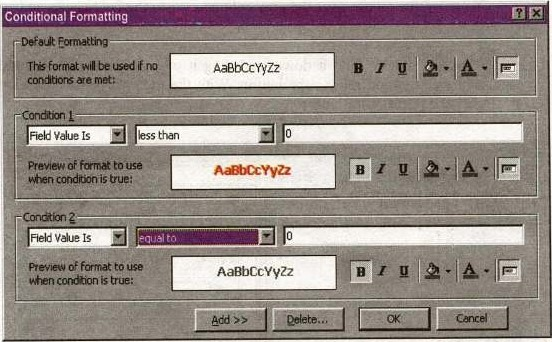 Conditional Formatting
Default Formatting
This format will be used if no
conditions are met:
AaBbCcYyZz
B I U A
Condition 1
Field Value Is less than 0
Preview of format to use
when condition is true:
AaBbCcYyZz
B I U A
Condition 2
Field Value Is equal to 0
Preview of format to use
when condition is true:
AaBbCcYyZz
B I U A
Add >> Delete... OK Cancel